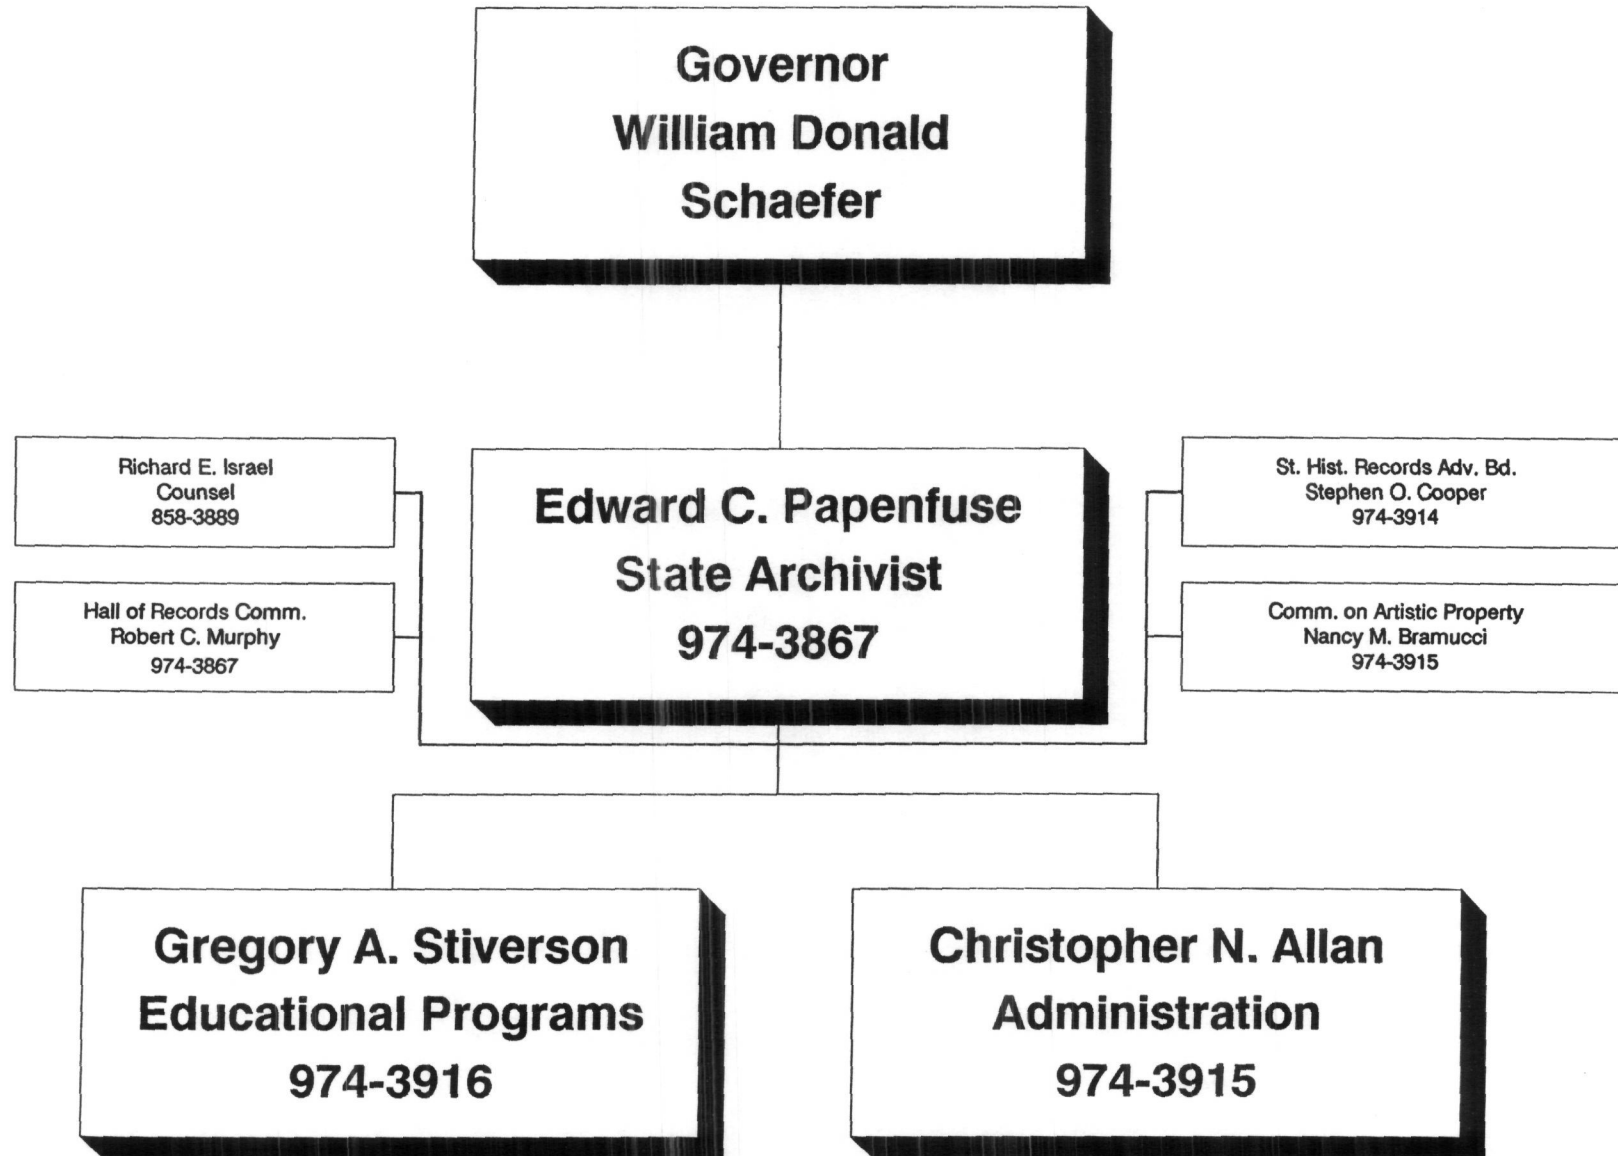 Governor
William Donald
Schaefer
Richard E. Israel
Counsel
858-3889
Hall of Records Comm.
Robert C. Murphy
974-3867
Edward C. Papenfuse
State Archivist
974-3867
St. Hist. Records Adv. Bd.
Stephen O. Cooper
974-3914
Comm. on Artistic Property
Nancy M. Bramucci
974-3915
Gregory A. Stiverson
Educational Programs
974-3916
Christopher N. Allan
Administration
974-3915